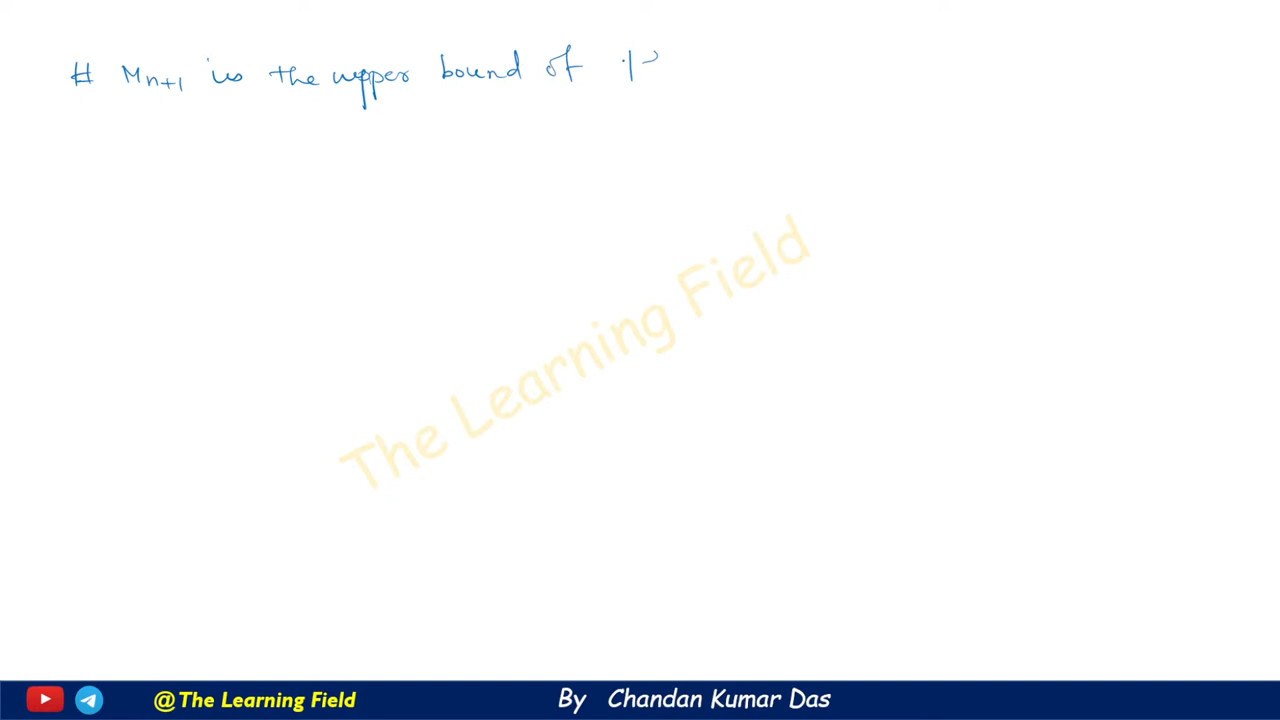 # Mn+1 is the upper bound of
The Learning Field
@The Learning Field By Chandan Kumar Das